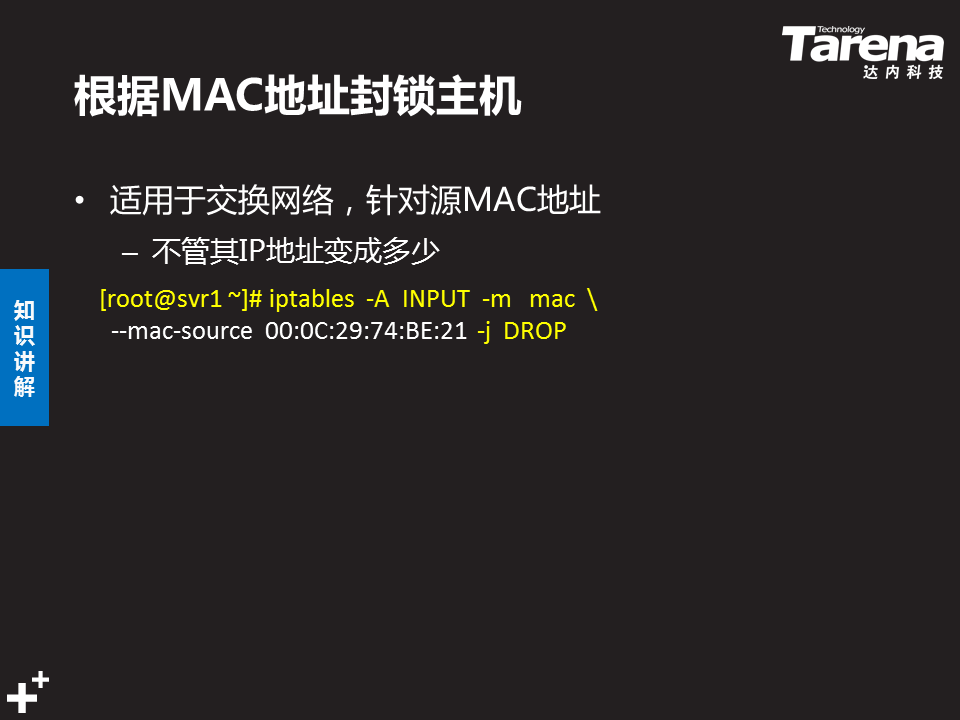 Technology
Tarena
达内科技
根据MAC地址封锁主机
• 适用于交换网络，针对源MAC地址
– 不管其IP地址变成多少
[root@svr1 ~]# iptables -A INPUT -m mac \
--mac-source 00:0C:29:74:BE:21 -j DROP
知识讲解